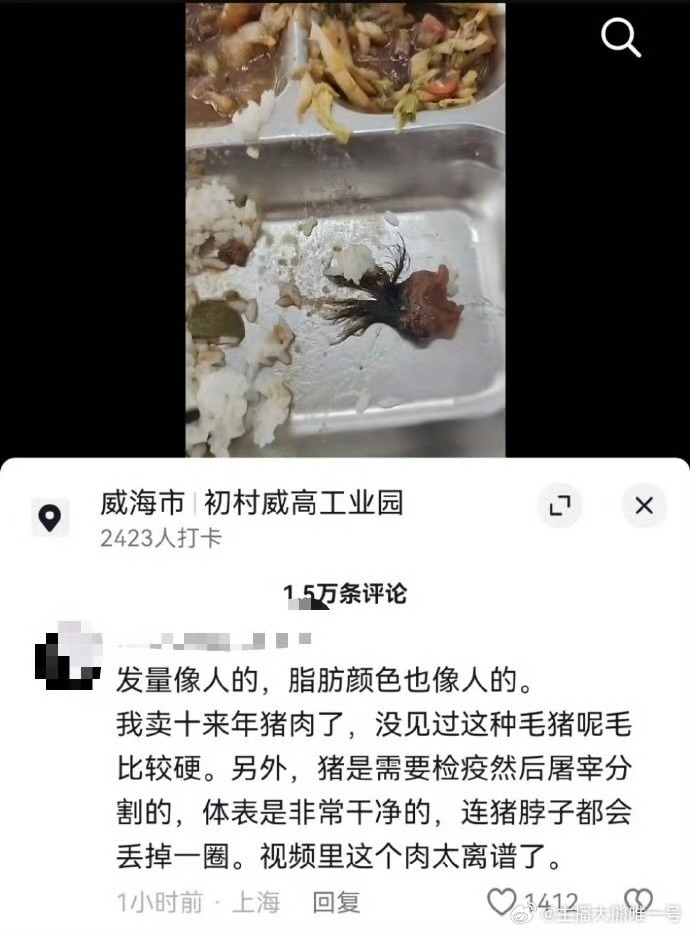 威海市 | 初村威高工业园
2423人打卡
1.5万条评论
发量像人的，脂肪颜色也像人的。
我卖十来年猪肉了，没见过这种毛猪呢毛
比较硬。另外，猪是需要检疫然后屠宰分
割的，体表是非常干净的，连猪脖子都会
丢掉一圈。视频里这个肉太离谱了。
1小时前 · 上海 回复 1412
@主播大熊唯一号